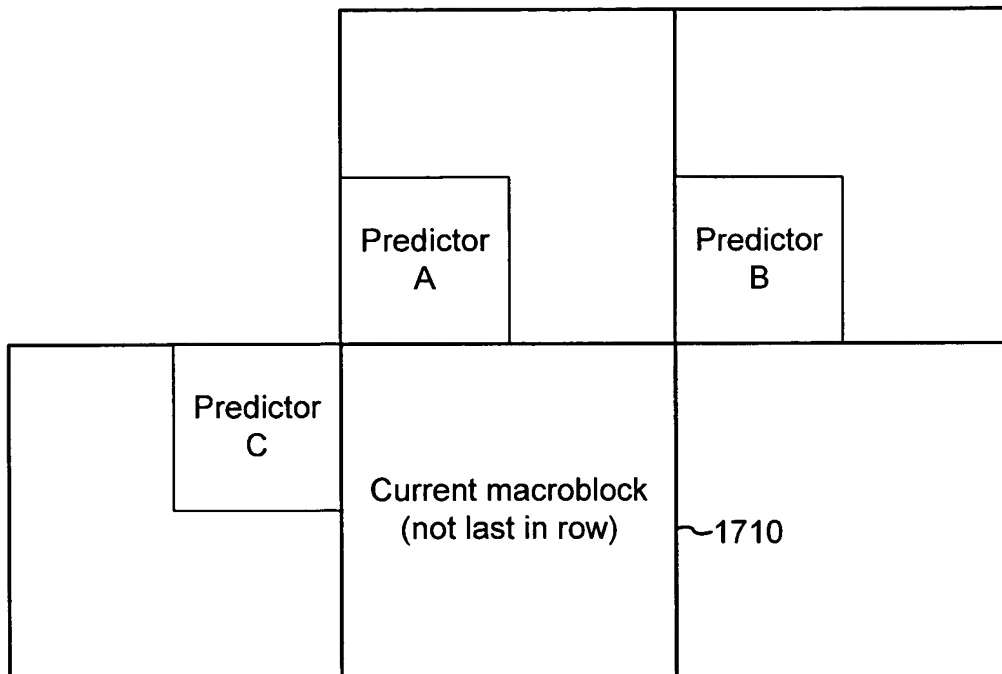 Predictor
A
Predictor
B
Predictor
C
Current macroblock
(not last in row)
1710